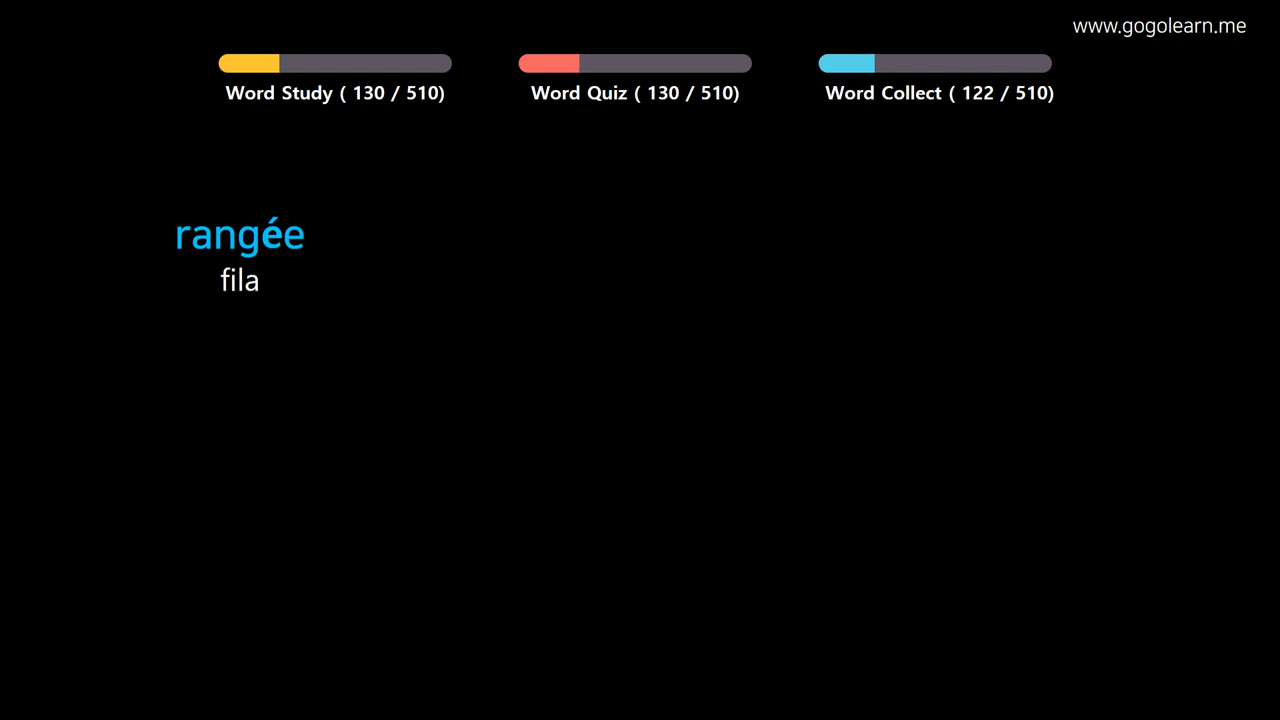 www.gogolearn.me
Word Study ( 130 / 510)
Word Quiz ( 130 / 510)
Word Collect ( 122 / 510)
rangée
fila